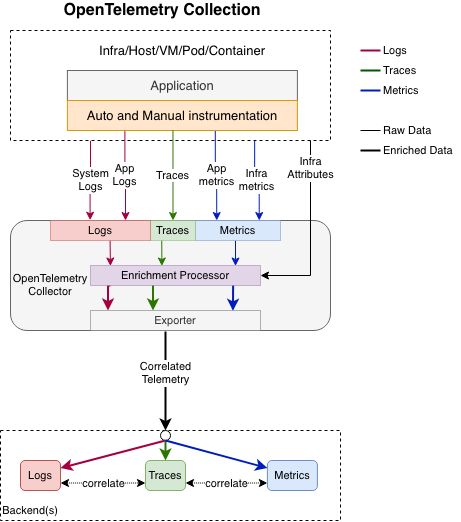 OpenTelemetry Collection
Infra/Host/VM/Pod/Container
Application
Auto and Manual instrumentation
Logs
Traces
Metrics
Raw Data
Enriched Data
System
Logs
App
Logs
Traces
App
metrics
Infra
metrics
Infra
Attributes
Logs
Traces
Metrics
OpenTelemetry
Collector
Enrichment Processor
Exporter
Correlated
Telemetry
Logs
correlate
Traces
correlate
Metrics
Backend(s)